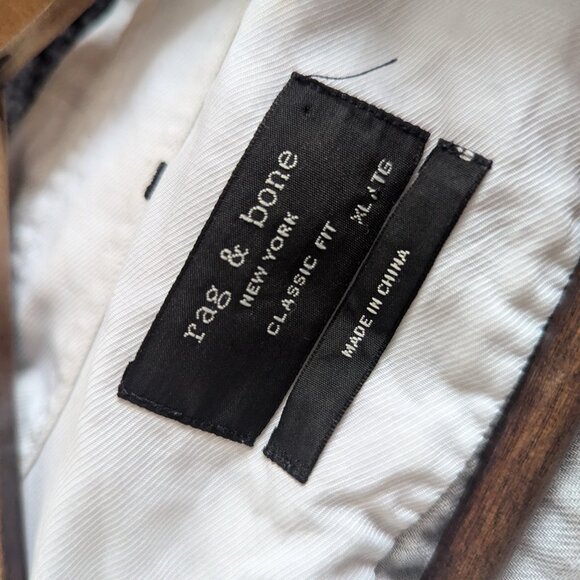 rag & bone
NEW YORK
CLASSIC FIT XL / TG
MADE IN CHINA